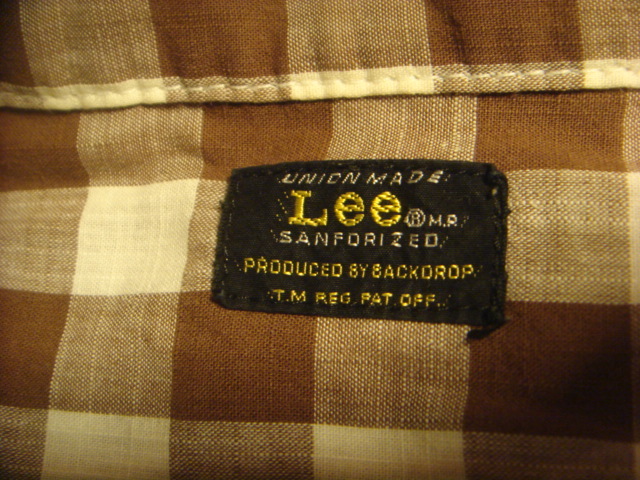 UNION MADE
Lee ® M.R.
SANFORIZED
PRODUCED BY BACKDROP
T.M REG. PAT. OFF.